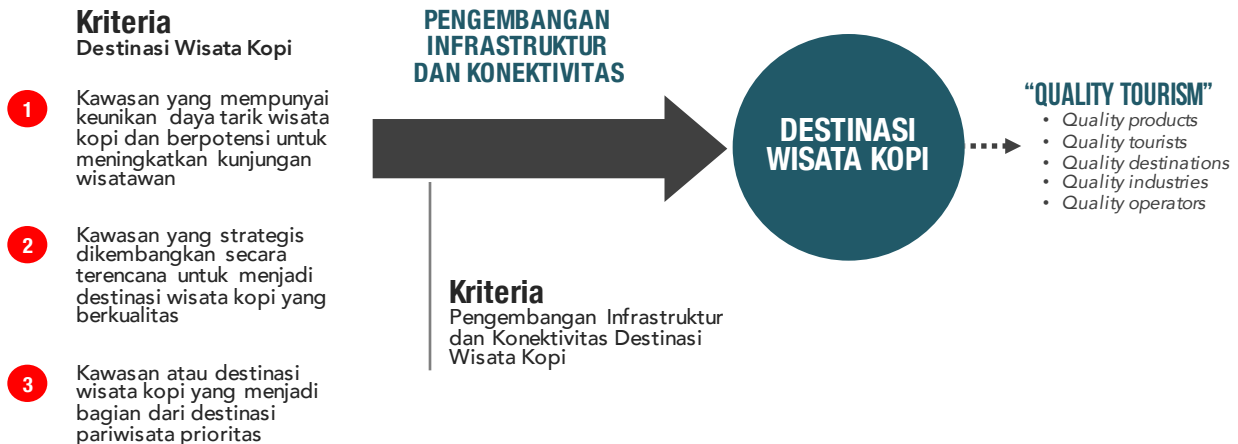 Kriteria
Destinasi Wisata Kopi
1
Kawasan yang mempunyai
keunikan daya tarik wisata
kopi dan berpotensi untuk
meningkatkan kunjungan
wisatawan
2
Kawasan yang strategis
dikembangkan secara
terencana untuk menjadi
destinasi wisata kopi yang
berkualitas
3
Kawasan atau destinasi
wisata kopi yang menjadi
bagian dari destinasi
pariwisata prioritas
PENGEMBANGAN
INFRASTRUKTUR
DAN KONEKTIVITAS
Kriteria
Pengembangan Infrastruktur
dan Konektivitas Destinasi
Wisata Kopi
DESTINASI
WISATA KOPI
“QUALITY TOURISM”
• Quality products
• Quality tourists
• Quality destinations
• Quality industries
• Quality operators